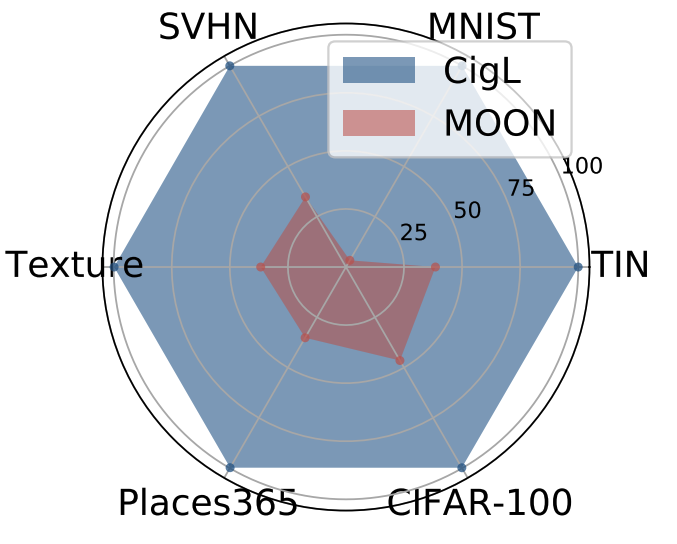 SVHN
MNIST
CigL
MOON
100
75
50
25
Texture
TIN
Places365
CIFAR-100